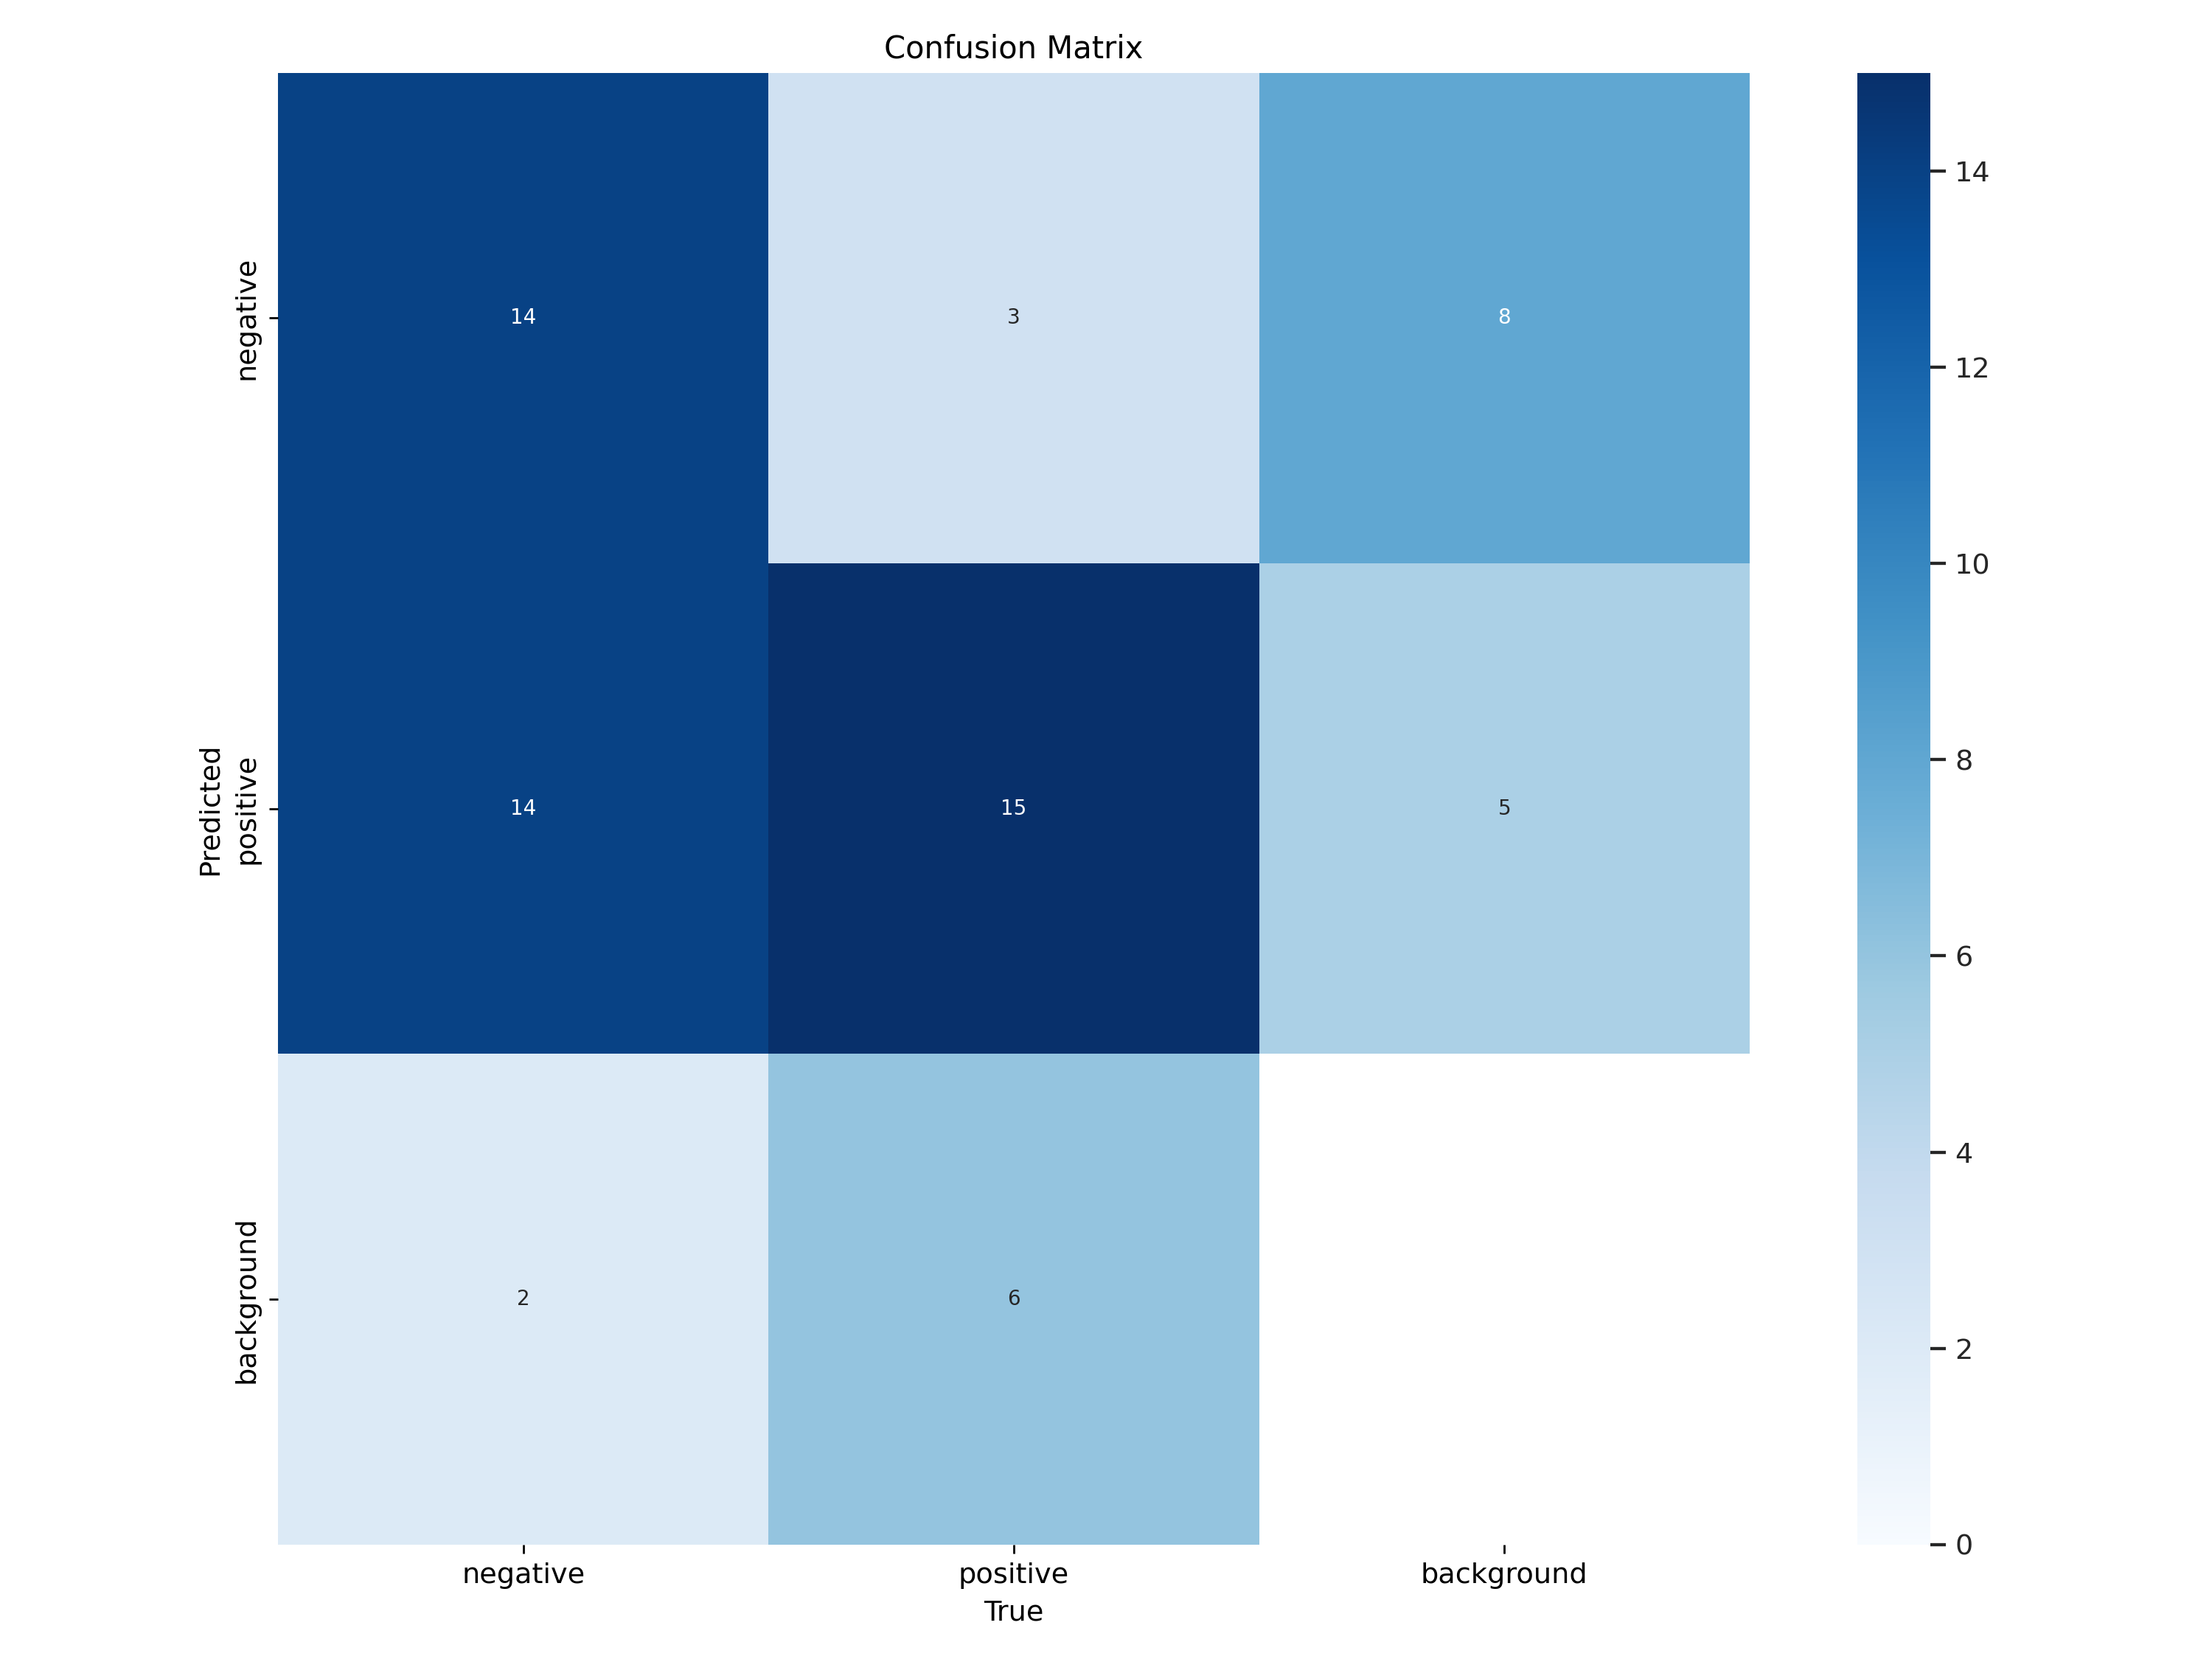 Confusion Matrix
negative
14
3
8
14
12
10
8
6
4
2
0
Predicted
positive
14
15
5
background
2
6
negative
positive
background
True